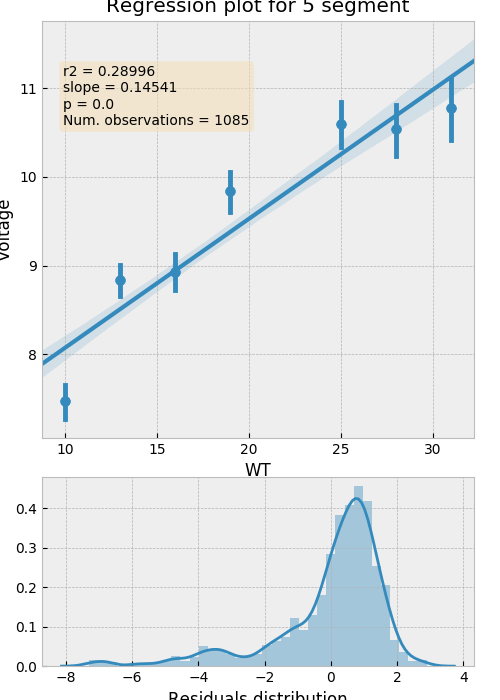 Regression plot for 5 segment
r2 = 0.28996
slope = 0.14541
p = 0.0
Num. observations = 1085
11
10
9
8
Voltage
10 15 20 25 30
WT
0.4
0.3
0.2
0.1
0.0
−8 −6 −4 −2 0 2 4
Residuals distribution